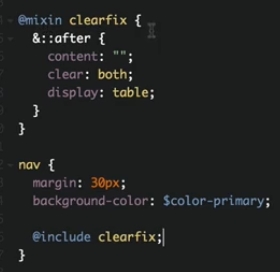 @mixin clearfix {
&::after {
content: "";
clear: both;
display: table;
}
}
nav {
margin: 30px;
background-color: $color-primary;
@include clearfix;
}